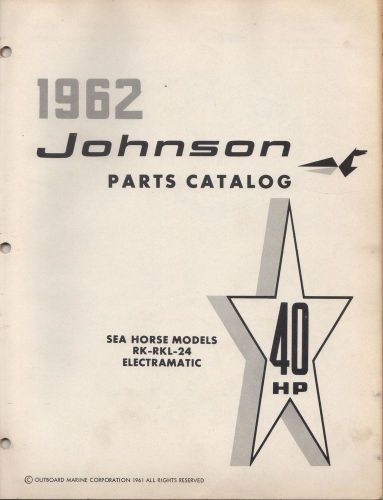 1962
Johnson
PARTS CATALOG
SEA HORSE MODELS
RK-RKL-24
ELECTRAMATIC
40
HP
© OUTBOARD MARINE CORPORATION 1961 ALL RIGHTS RESERVED